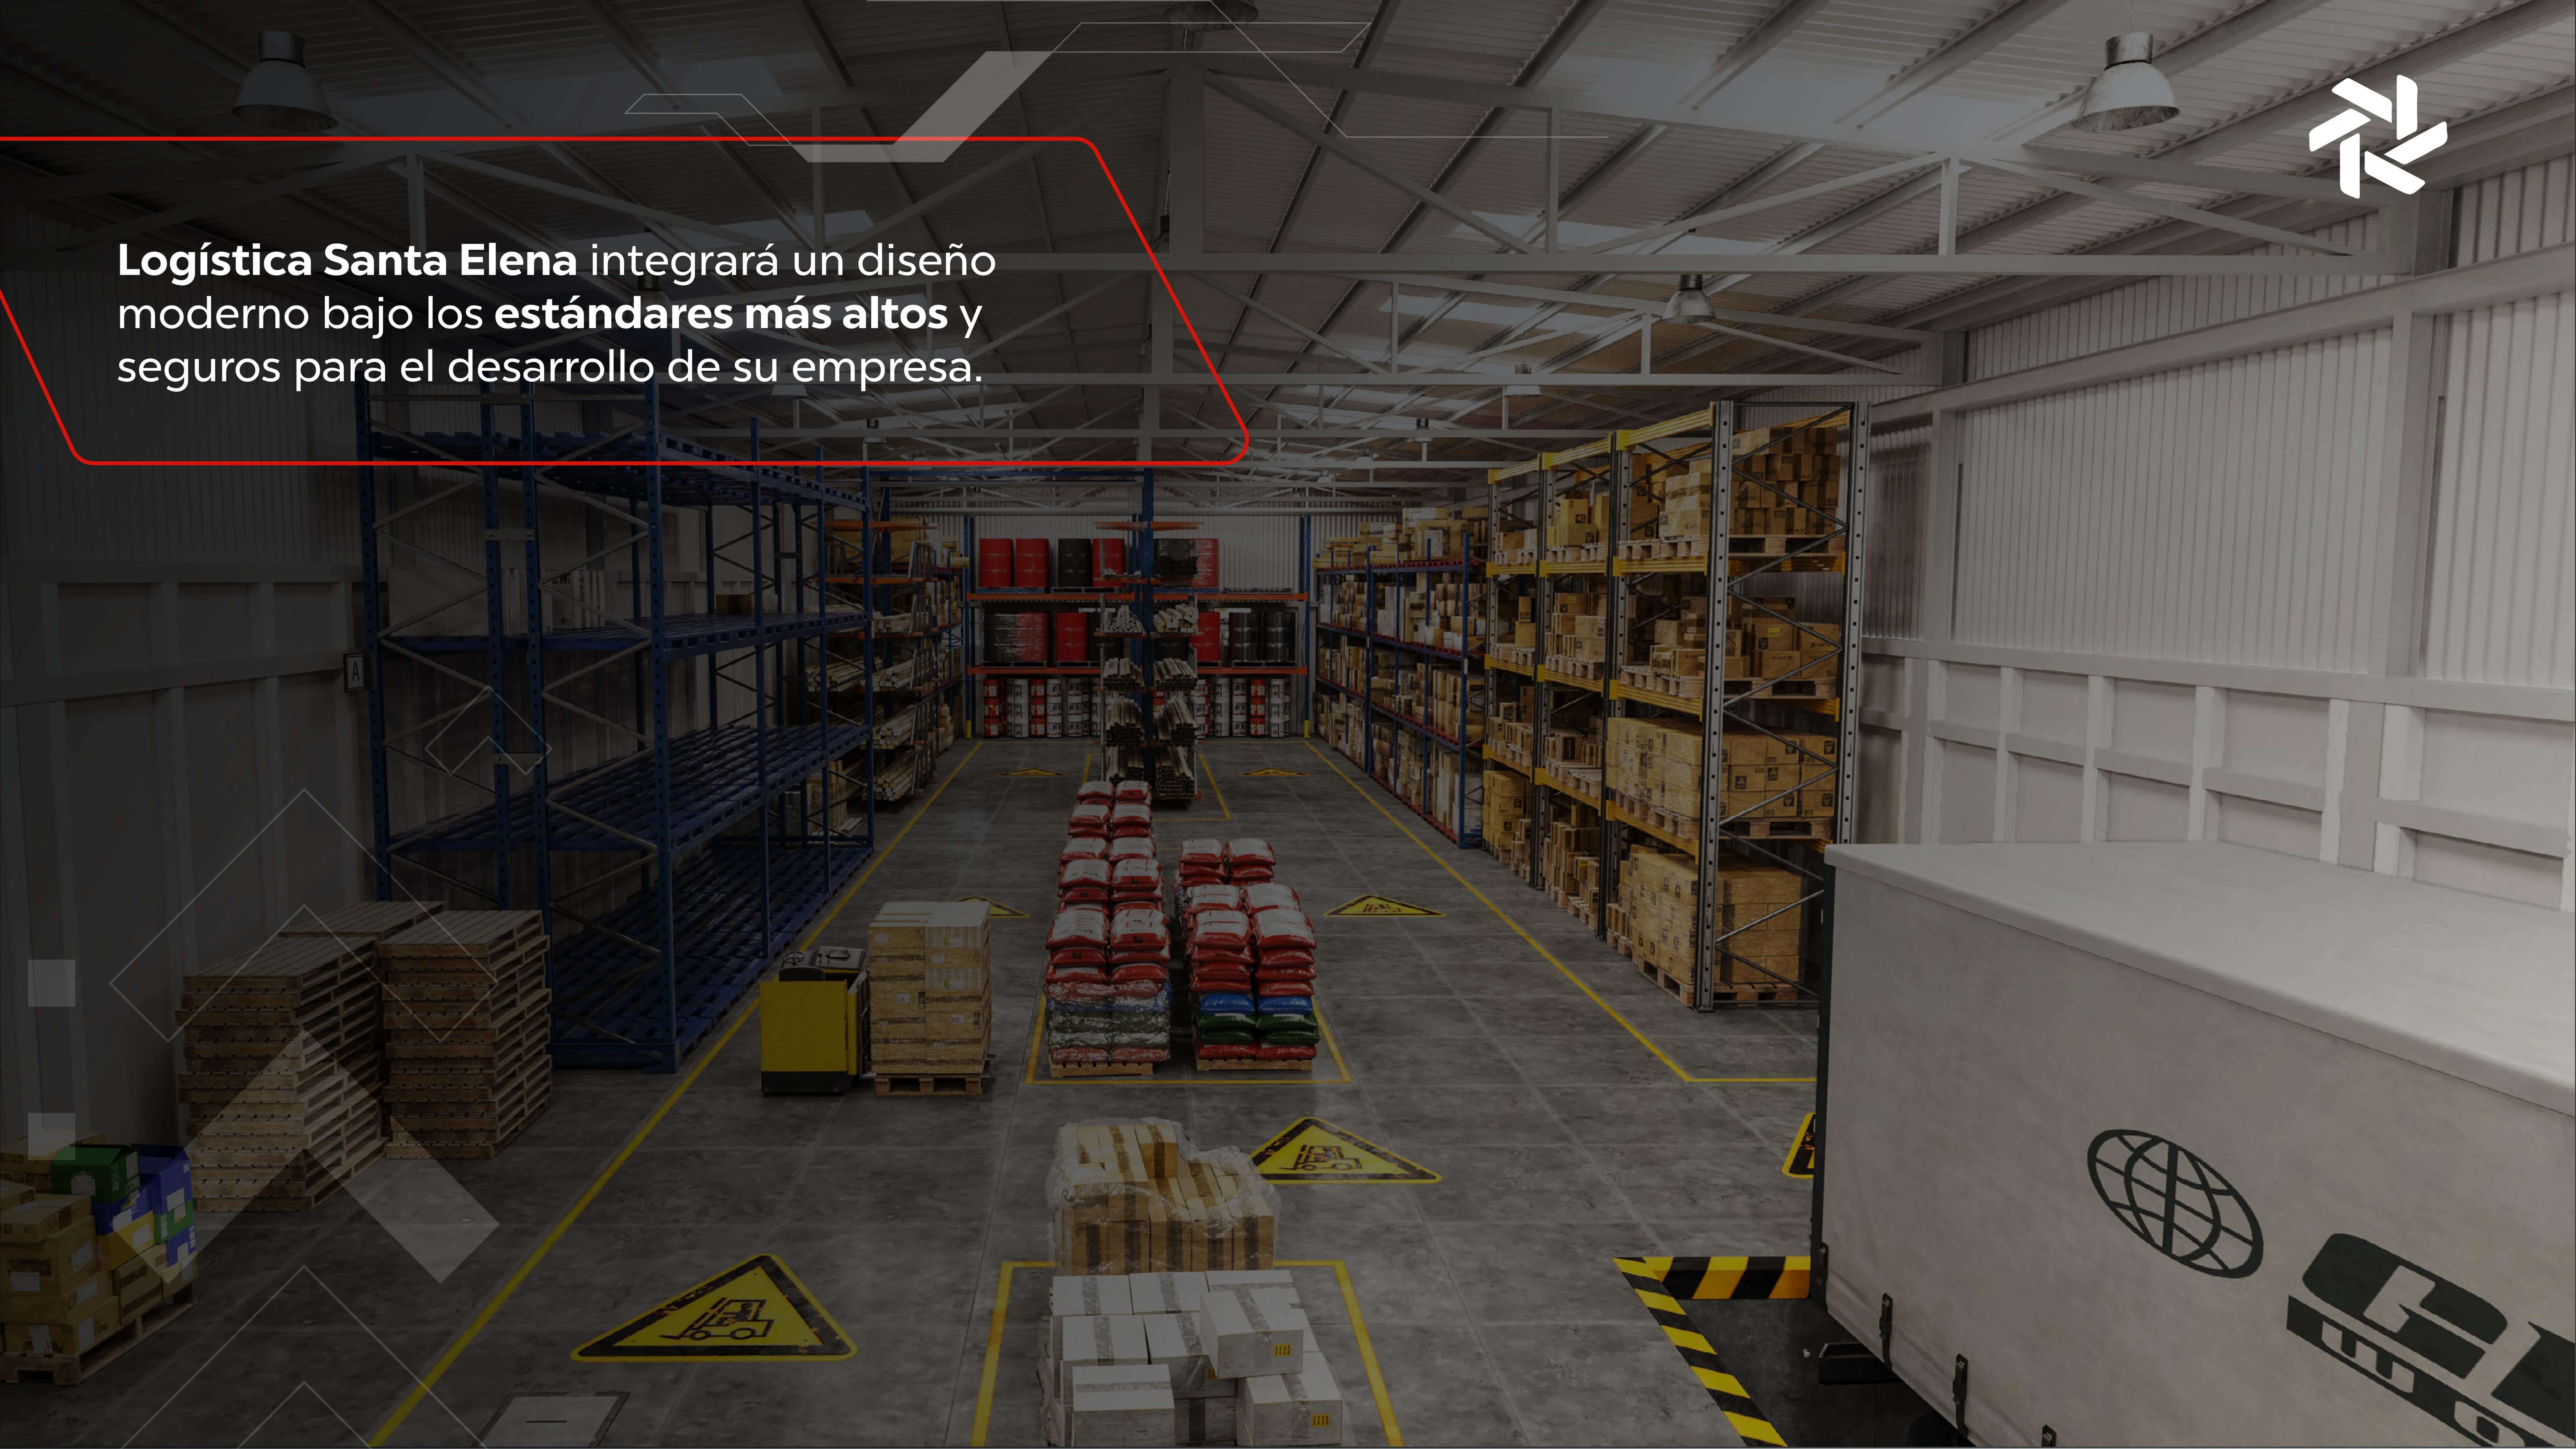 Logística Santa Elena integrará un diseño
moderno bajo los estándares más altos y
seguros para el desarrollo de su empresa.
A